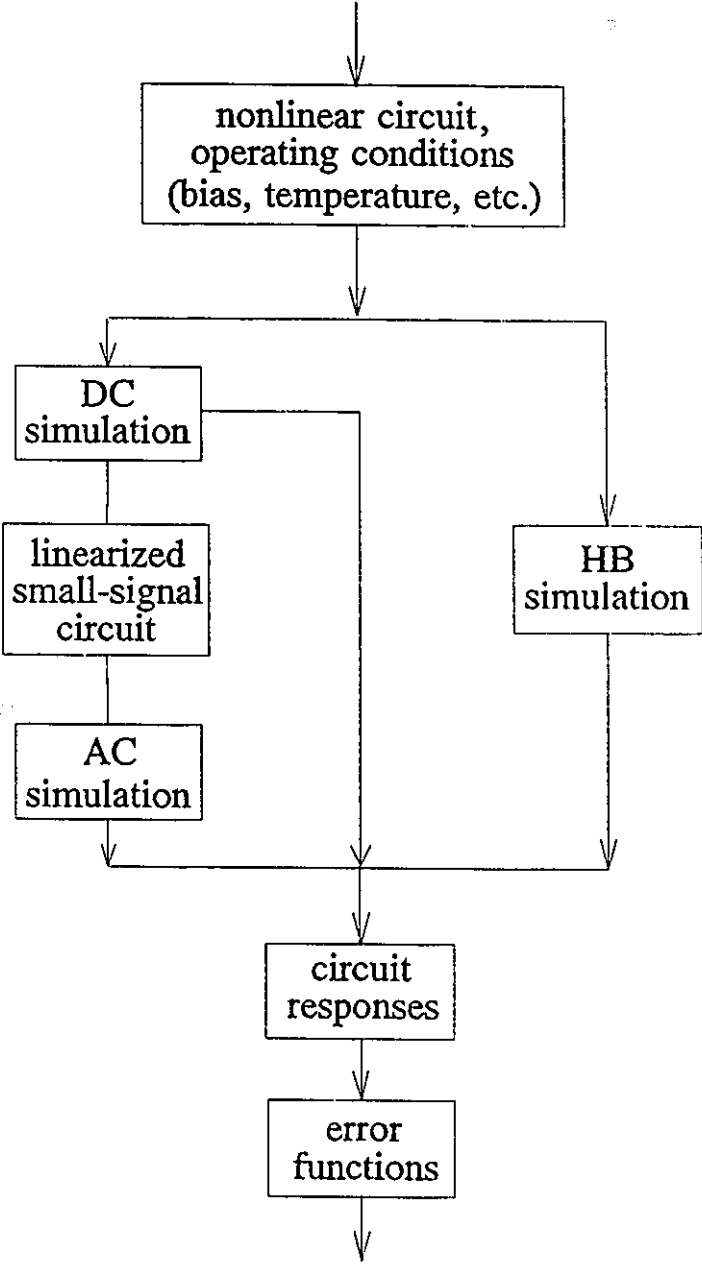 nonlinear circuit,
operating conditions
(bias, temperature, etc.)
DC
simulation
linearized
small-signal
circuit
HB
simulation
AC
simulation
circuit
responses
error
functions